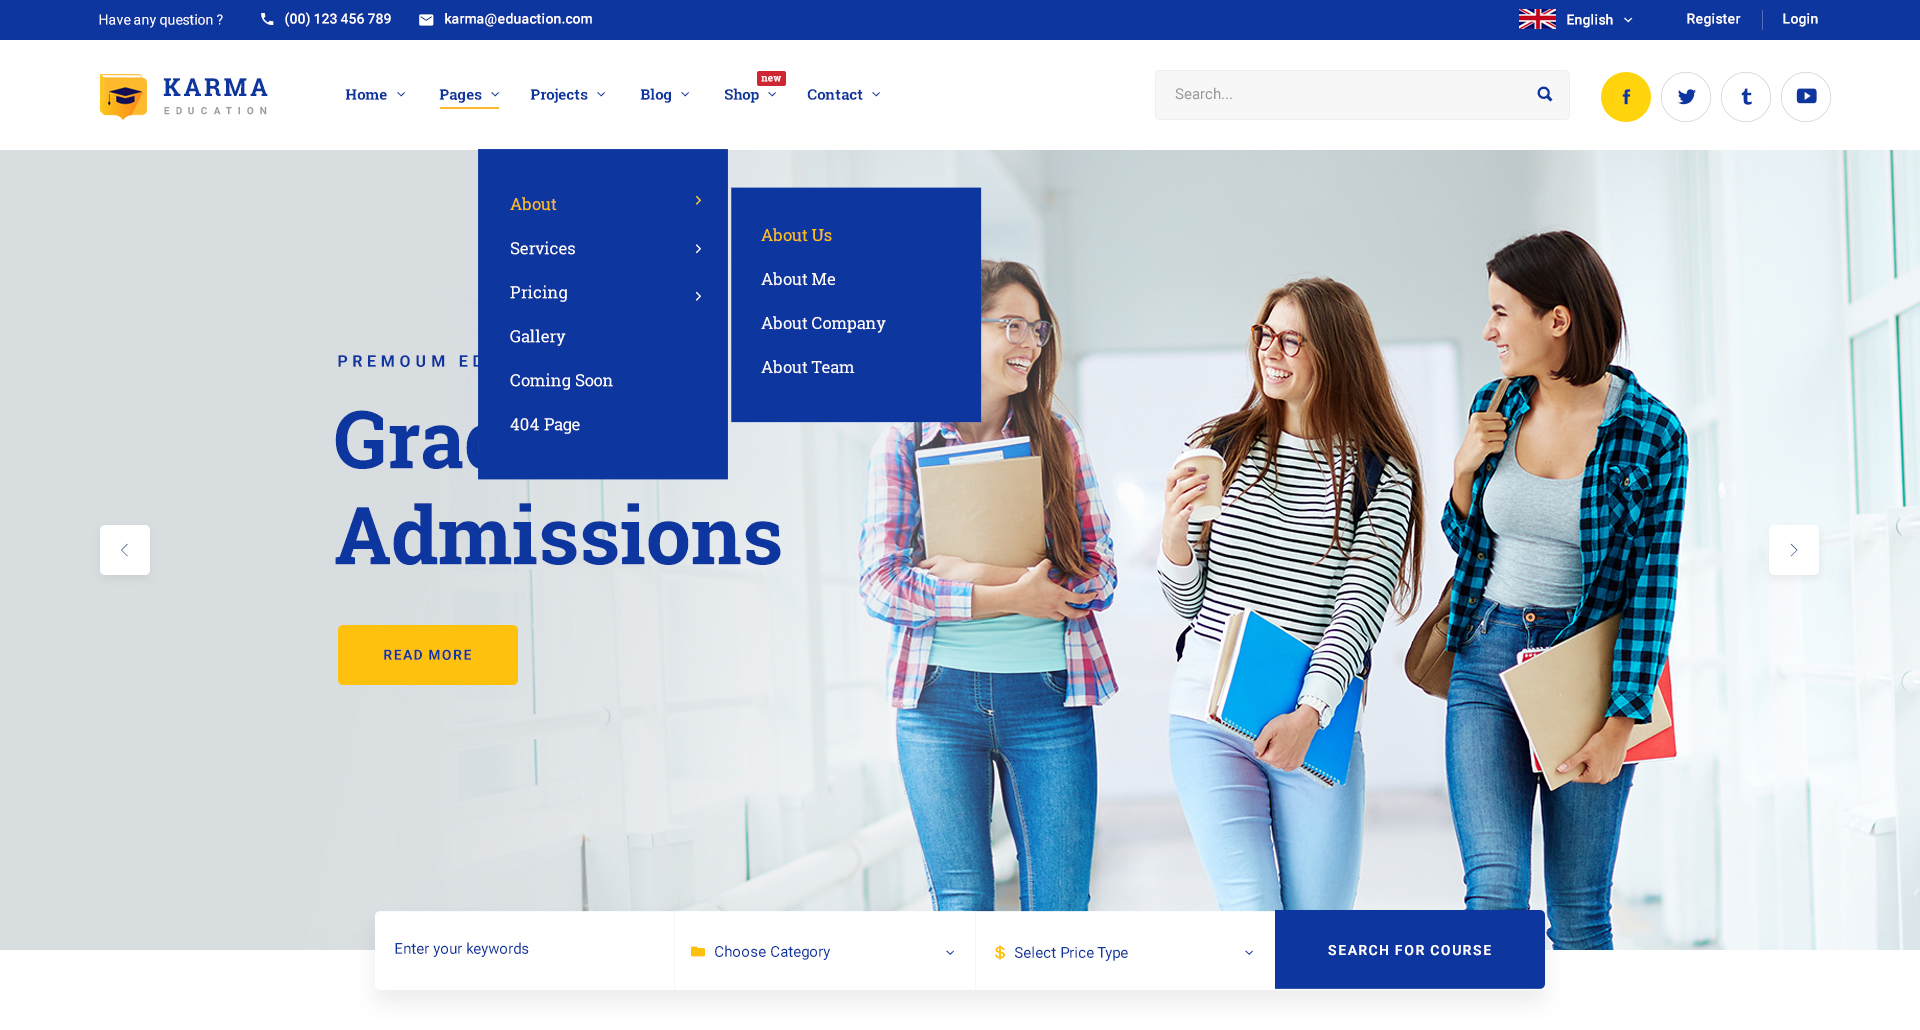 Have any question ?
(00) 123 456 789
karma@eduaction.com
English
Register
Login
KARMA
EDUCATION
Home
Pages
Projects
Blog
Shop
new
Contact
Search...
About
Services
Pricing
Gallery
Coming Soon
404 Page
About Us
About Me
About Company
About Team
PREMOUM
Admissions
READ MORE
Enter your keywords
Choose Category
$ Select Price Type
SEARCH FOR COURSE